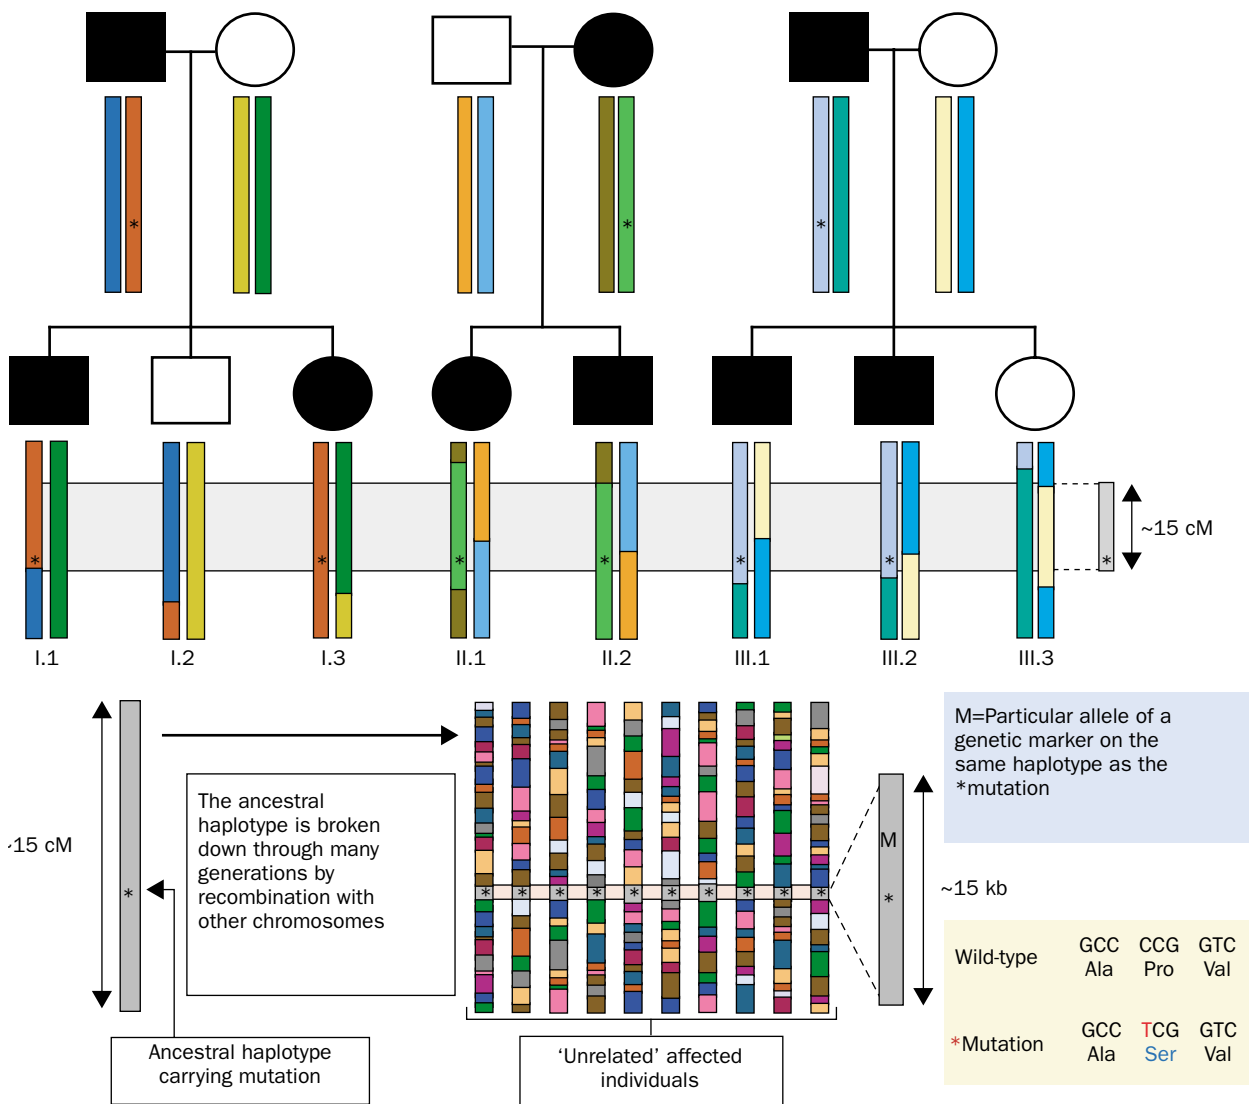 *
*
*
*
*
*
*
*
*
*
~15 cM
I.1
I.2
I.3
II.1
II.2
III.1
III.2
III.3
~15 cM
*
The ancestral
haplotype is broken
down through many
generations by
recombination with
other chromosomes
Ancestral haplotype
carrying mutation
* * * * * * * * * *
'Unrelated' affected
individuals
M
*
~15 kb
M=Particular allele of a
genetic marker on the
same haplotype as the
*mutation
Wild-type GCC CCG GTC
Ala Pro Val
*Mutation GCC TCG GTC
Ala Ser Val